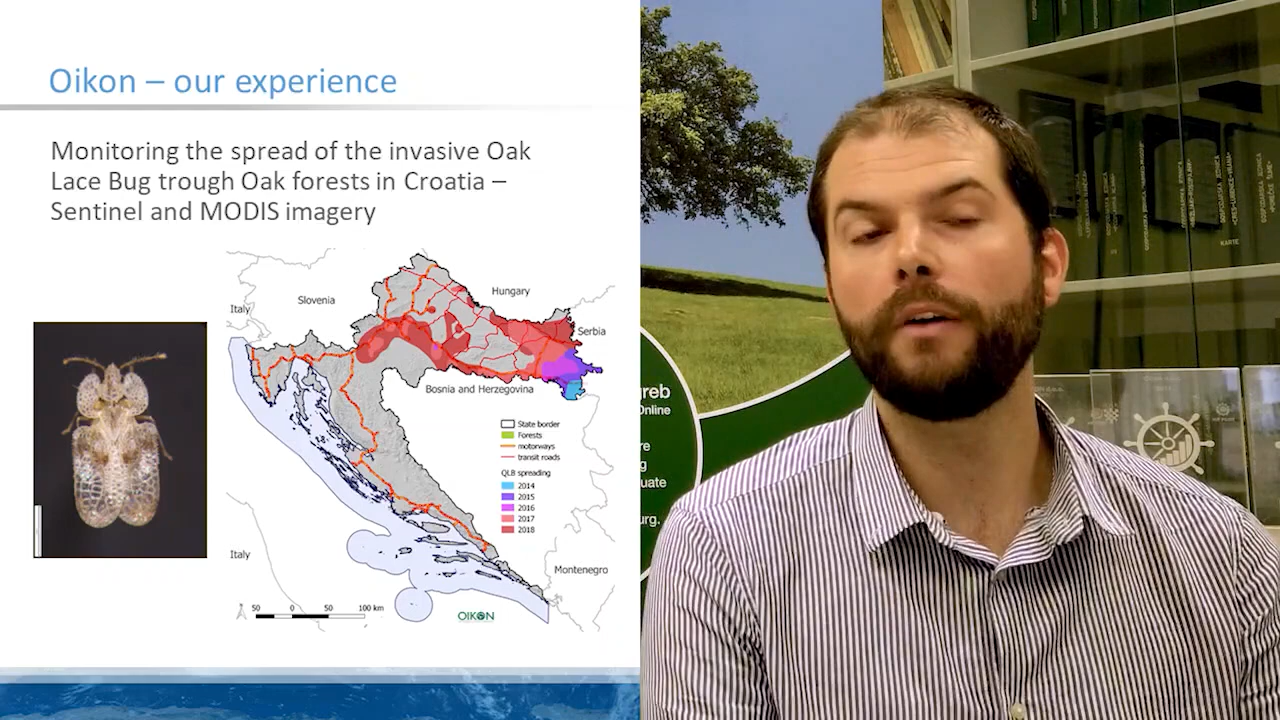 Oikon – our experience
Monitoring the spread of the invasive Oak
Lace Bug trough Oak forests in Croatia –
Sentinel and MODIS imagery
Italy
Slovenia
Hungary
Serbia
Bosnia and Herzegovina
State border
Forests
motorways
transit roads
QLB spreading
2014
2015
2016
2017
2018
Italy
Montenegro
50 0 50 100 km
OIKON
greb
Online
re
g
uate
urg.
KARTE